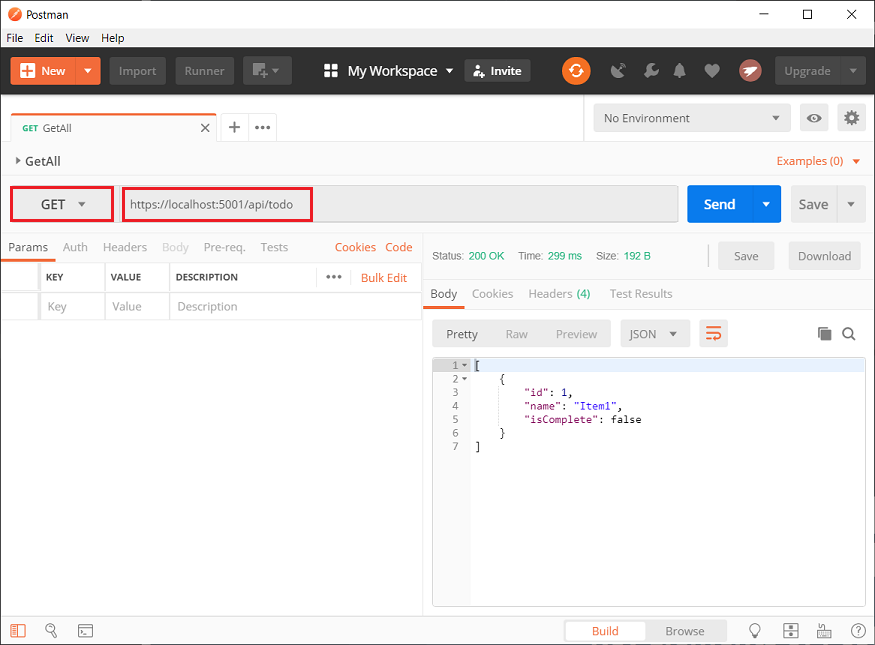 Postman
File Edit View Help
New Import Runner My Workspace Invite Upgrade
GET GetAll No Environment
GetAll Examples (0)
GET https://localhost:5001/api/todo Send Save
Params Auth Headers Body Pre-req. Tests Cookies Code
KEY VALUE DESCRIPTION Bulk Edit
Key Value Description
Status: 200 OK Time: 299 ms Size: 192 B Save Download
Body Cookies Headers (4) Test Results
Pretty Raw Preview JSON
1 [
2 {
3 "id": 1,
4 "name": "Item1",
5 "isComplete": false
6 }
7 ]
Build Browse